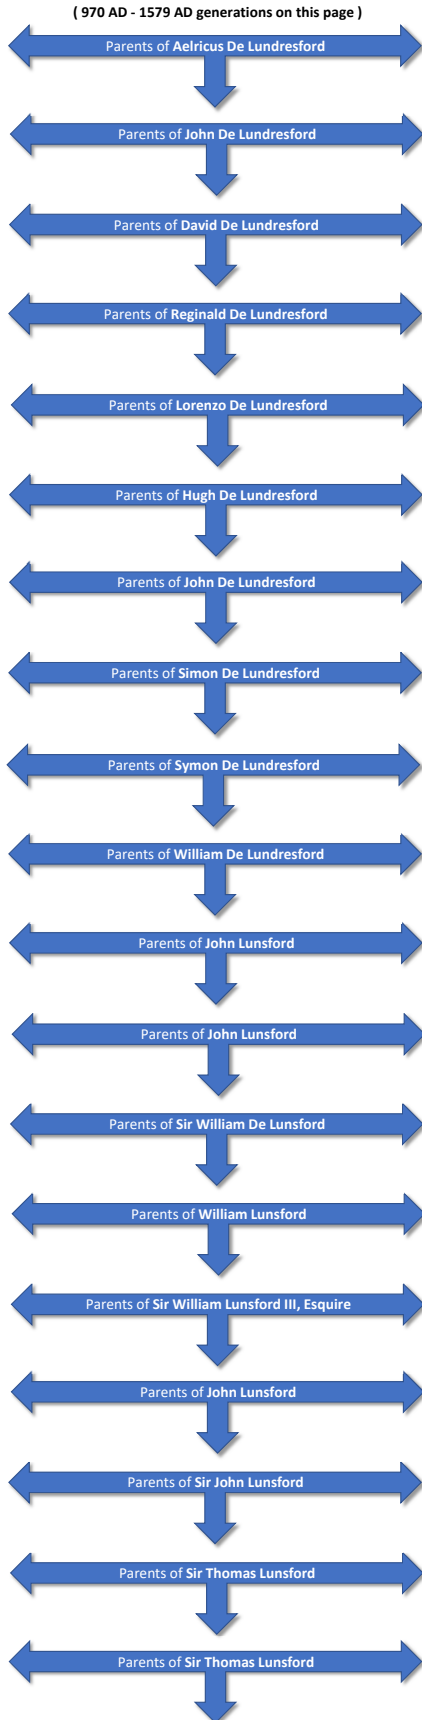 ( 970 AD - 1579 AD generations on this page )
Parents of Aelricus De Lundresford
Parents of John De Lundresford
Parents of David De Lundresford
Parents of Reginald De Lundresford
Parents of Lorenzo De Lundresford
Parents of Hugh De Lundresford
Parents of John De Lundresford
Parents of Simon De Lundresford
Parents of Symon De Lundresford
Parents of William De Lundresford
Parents of John Lunsford
Parents of John Lunsford
Parents of Sir William De Lunsford
Parents of William Lunsford
Parents of Sir William Lunsford III, Esquire
Parents of John Lunsford
Parents of Sir John Lunsford
Parents of Sir Thomas Lunsford
Parents of Sir Thomas Lunsford